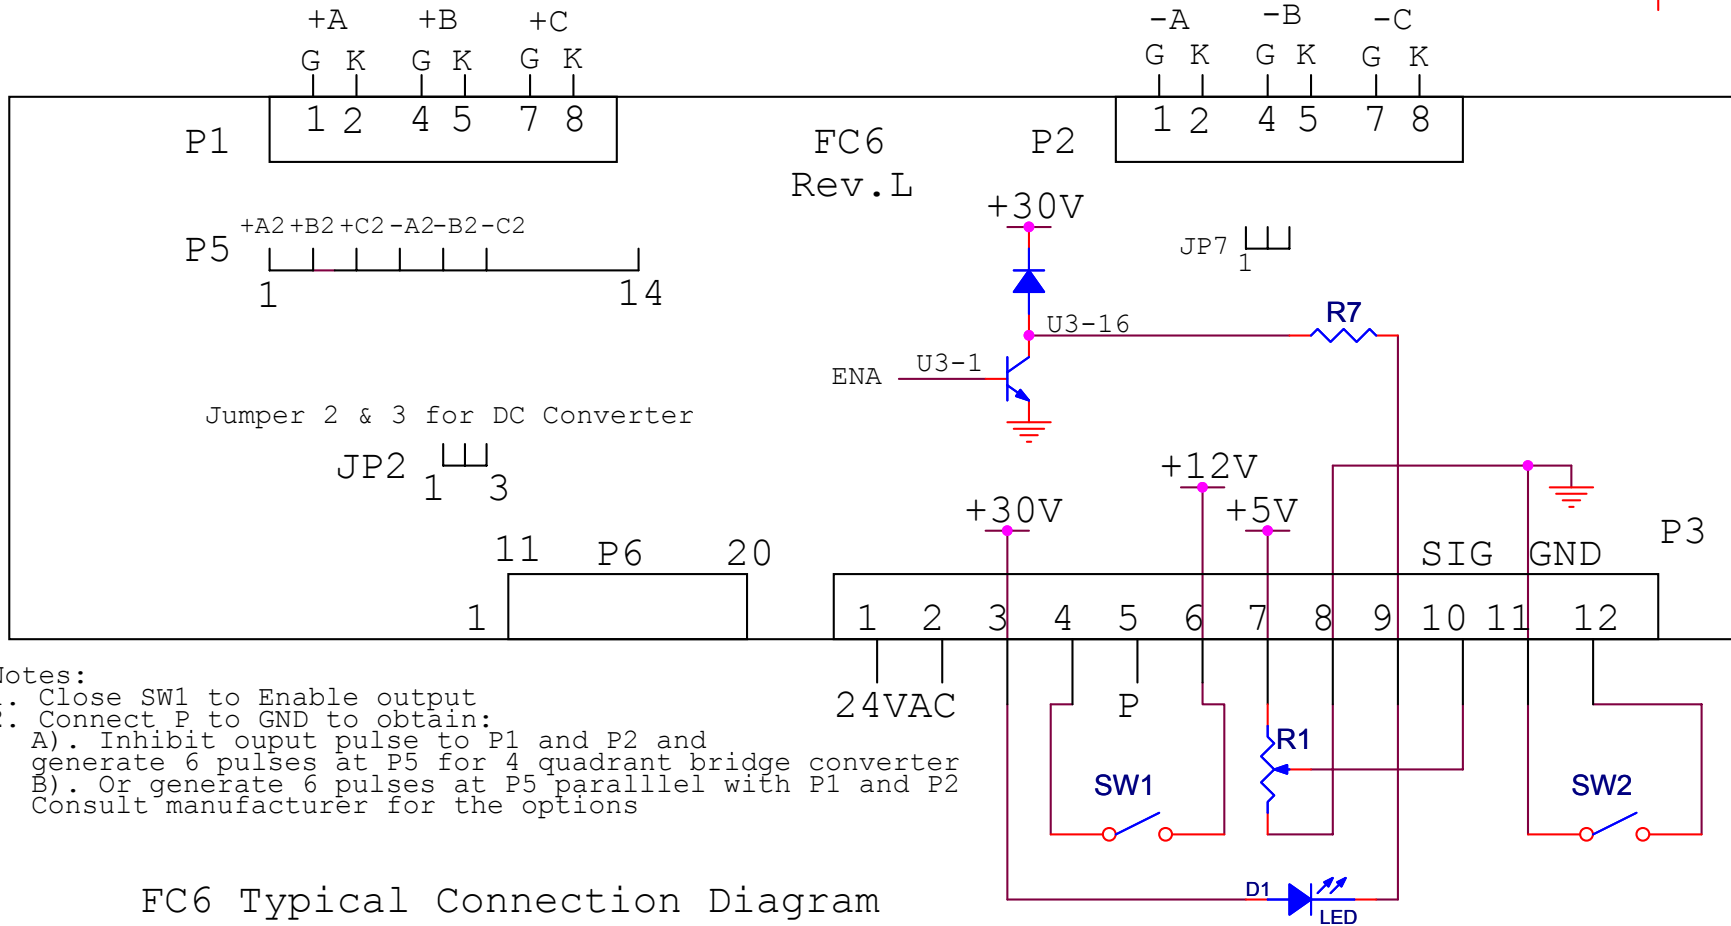 +A +B +C
G K G K G K
1 2 4 5 7 8
P1
-A -B -C
G K G K G K
1 2 4 5 7 8
P2
FC6
Rev.L
+A2 +B2 +C2 -A2 -B2 -C2
P5
1 14
+30V
JP7
1
U3-16
R7
ENA U3-1
Jumper 2 & 3 for DC Converter
JP2
1 3
+12V
+30V
+5V
P3
11 P6 20
1
SIG GND
1 2 3 4 5 6 7 8 9 10 11 12
24VAC
P
Notes:
. Close SW1 to Enable output
2. Connect P to GND to obtain:
A). Inhibit ouput pulse to P1 and P2 and
generate 6 pulses at P5 for 4 quadrant bridge converter
B). Or generate 6 pulses at P5 paralllel with P1 and P2
Consult manufacturer for the options
R1
SW1
SW2
D1
LED
FC6 Typical Connection Diagram